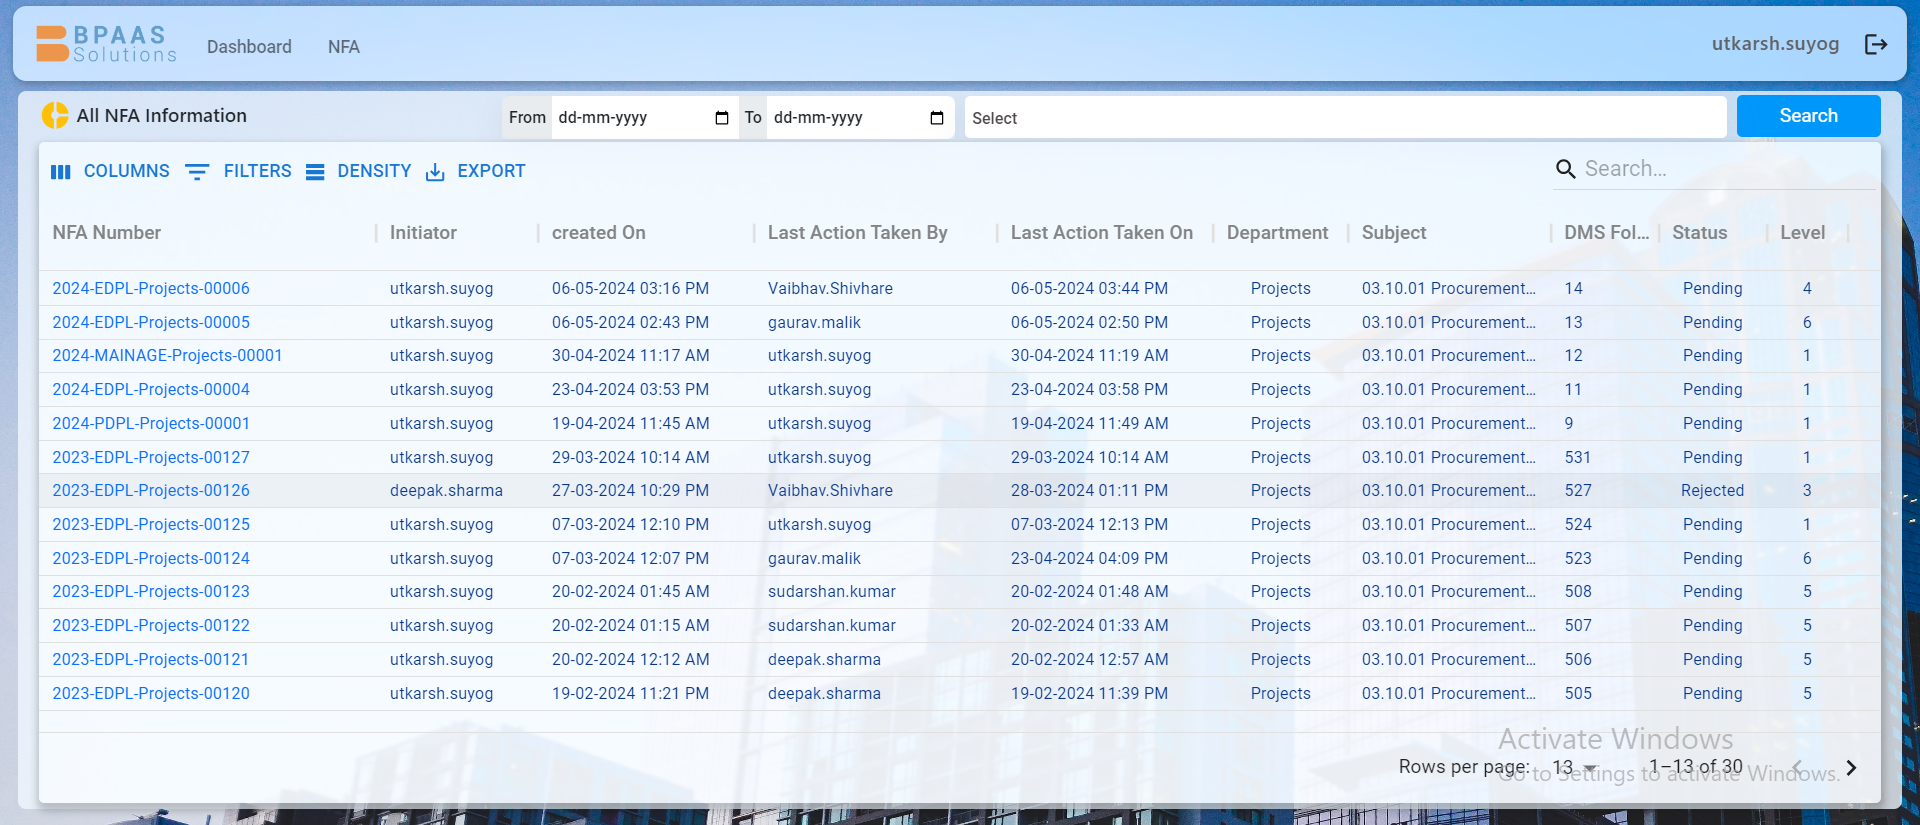 BPAAS
Solutions
Dashboard NFA utkarsh.suyog
All NFA Information From dd-mm-yyyy To dd-mm-yyyy Select Search
COLUMNS FILTERS DENSITY EXPORT Search...
NFA Number Initiator created On Last Action Taken By Last Action Taken On Department Subject DMS Fol... Status Level
2024-EDPL-Projects-00006 utkarsh.suyog 06-05-2024 03:16 PM Vaibhav.Shivhare 06-05-2024 03:44 PM Projects 03.10.01 Procurement... 14 Pending 4
2024-EDPL-Projects-00005 utkarsh.suyog 06-05-2024 02:43 PM gaurav.malik 06-05-2024 02:50 PM Projects 03.10.01 Procurement... 13 Pending 6
2024-MAINAGE-Projects-00001 utkarsh.suyog 30-04-2024 11:17 AM utkarsh.suyog 30-04-2024 11:19 AM Projects 03.10.01 Procurement... 12 Pending 1
2024-EDPL-Projects-00004 utkarsh.suyog 23-04-2024 03:53 PM utkarsh.suyog 23-04-2024 03:58 PM Projects 03.10.01 Procurement... 11 Pending 1
2024-PDPL-Projects-00001 utkarsh.suyog 19-04-2024 11:45 AM utkarsh.suyog 19-04-2024 11:49 AM Projects 03.10.01 Procurement... 9 Pending 1
2023-EDPL-Projects-00127 utkarsh.suyog 29-03-2024 10:14 AM utkarsh.suyog 29-03-2024 10:14 AM Projects 03.10.01 Procurement... 531 Pending 1
2023-EDPL-Projects-00126 deepak.sharma 27-03-2024 10:29 PM Vaibhav.Shivhare 28-03-2024 01:11 PM Projects 03.10.01 Procurement... 527 Rejected 3
2023-EDPL-Projects-00125 utkarsh.suyog 07-03-2024 12:10 PM utkarsh.suyog 07-03-2024 12:13 PM Projects 03.10.01 Procurement... 524 Pending 1
2023-EDPL-Projects-00124 utkarsh.suyog 07-03-2024 12:07 PM gaurav.malik 23-04-2024 04:09 PM Projects 03.10.01 Procurement... 523 Pending 6
2023-EDPL-Projects-00123 utkarsh.suyog 20-02-2024 01:45 AM sudarshan.kumar 20-02-2024 01:48 AM Projects 03.10.01 Procurement... 508 Pending 5
2023-EDPL-Projects-00122 utkarsh.suyog 20-02-2024 01:15 AM sudarshan.kumar 20-02-2024 01:33 AM Projects 03.10.01 Procurement... 507 Pending 5
2023-EDPL-Projects-00121 utkarsh.suyog 20-02-2024 12:12 AM deepak.sharma 20-02-2024 12:57 AM Projects 03.10.01 Procurement... 506 Pending 5
2023-EDPL-Projects-00120 utkarsh.suyog 19-02-2024 11:21 PM deepak.sharma 19-02-2024 11:39 PM Projects 03.10.01 Procurement... 505 Pending 5
Activate Windows
Rows per page: 13 1–13 of 30
Go to Settings to activate Windows.